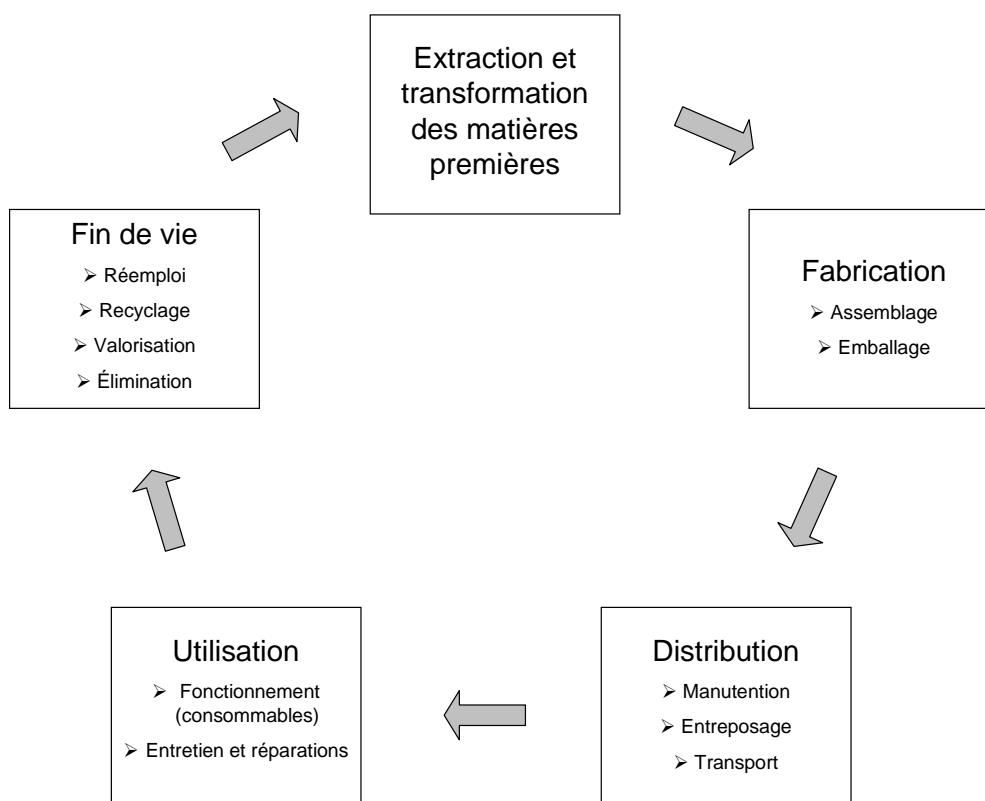 Extraction et
transformation
des matières
premières
Fabrication
➢ Assemblage
➢ Emballage
Distribution
➢ Manutention
➢ Entreposage
➢ Transport
Utilisation
➢ Fonctionnement
(consommables)
➢ Entretien et réparations
Fin de vie
➢ Réemploi
➢ Recyclage
➢ Valorisation
➢ Élimination